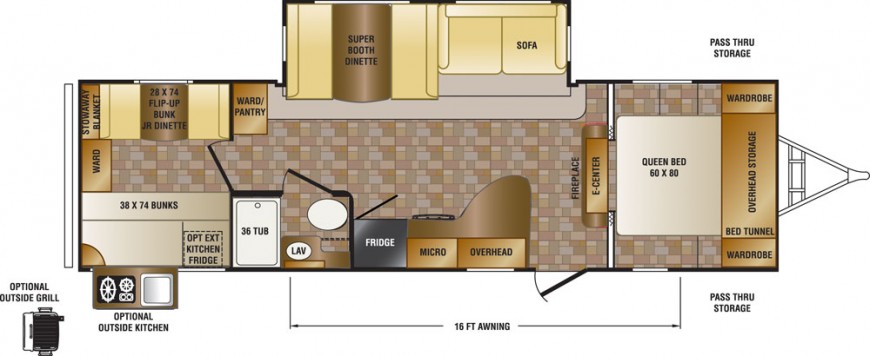 SUPER
BOOTH
DINETTE
SOFA
PASS THRU
STORAGE
STOWAWAY
BLANKET
28 X 74
FLIP-UP
BUNK
JR DINETTE
WARD/
PANTRY
WARDROBE
WARD
FIREPLACE
E-CENTER
QUEEN BED
60 X 80
OVERHEAD STORAGE
38 X 74 BUNKS
36 TUB
OPT EXT
KITCHEN
FRIDGE
LAV
FRIDGE
MICRO
OVERHEAD
BED TUNNEL
WARDROBE
OPTIONAL
OUTSIDE GRILL
OPTIONAL
OUTSIDE KITCHEN
16 FT AWNING
PASS THRU
STORAGE